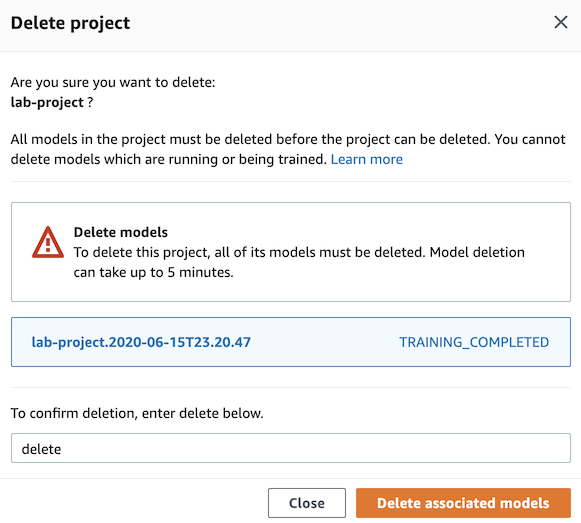 Delete project
Are you sure you want to delete:
lab-project ?
All models in the project must be deleted before the project can be deleted. You cannot
delete models which are running or being trained. Learn more
Delete models
To delete this project, all of its models must be deleted. Model deletion
can take up to 5 minutes.
lab-project.2020-06-15T23.20.47 TRAINING_COMPLETED
To confirm deletion, enter delete below.
delete
Close Delete associated models